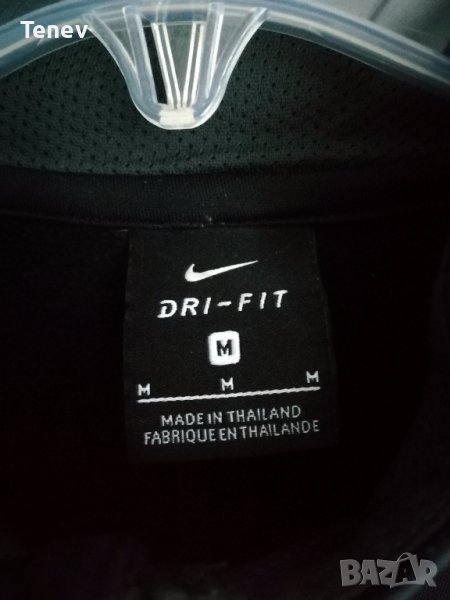 Tenev
DRI-FIT
M
M M M
MADE IN THAILAND
FABRIQUE EN THAILANDE
BAZAR